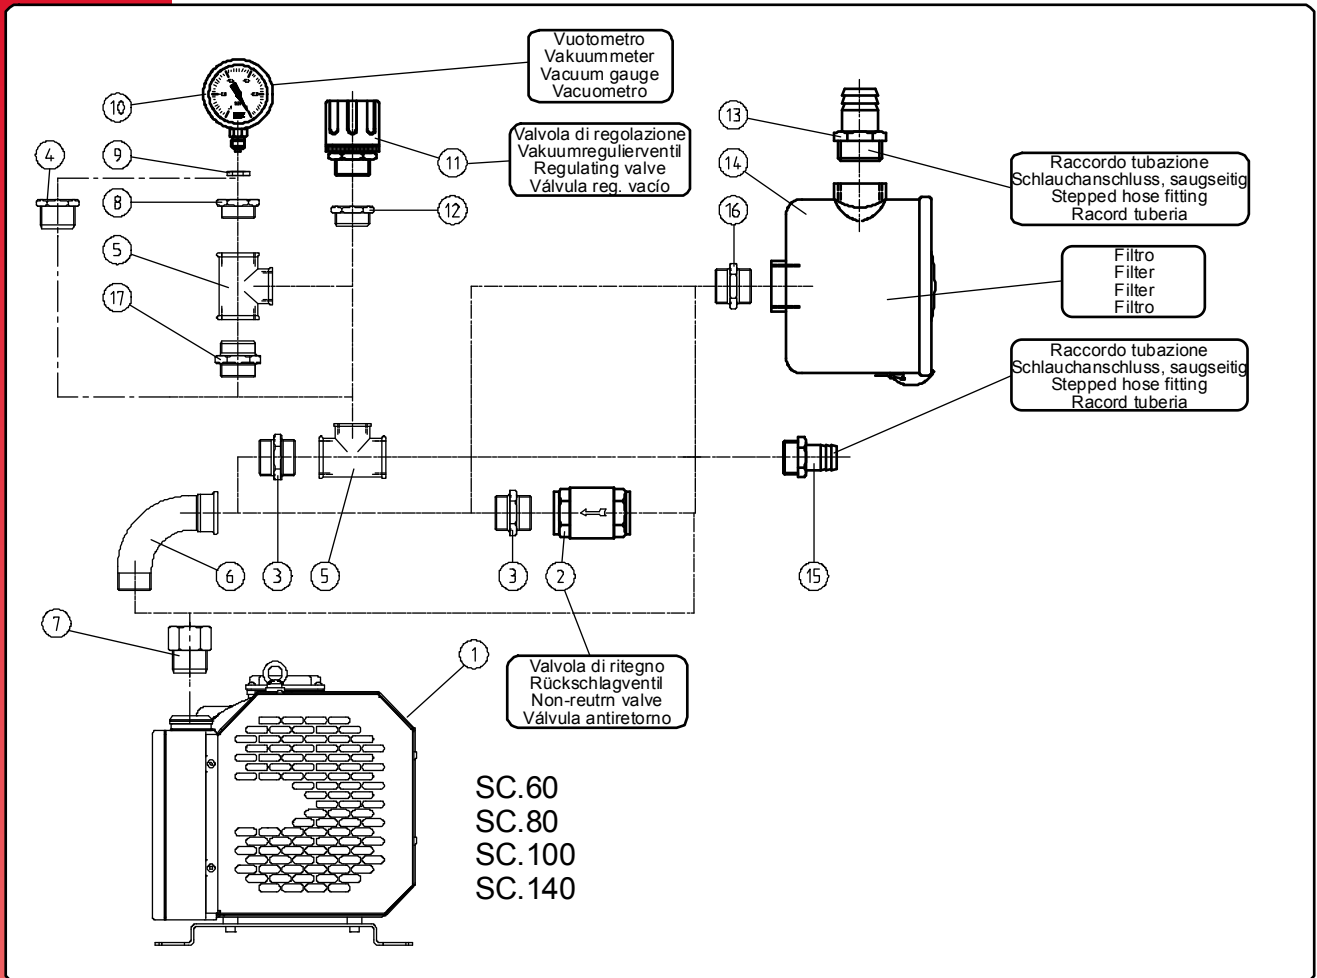 Vuotometro
Vakuummeter
Vacuum gauge
Vacuometro
10
13
Valvola di regolazione
Vakuumregulierventil
Regulating valve
Válvula reg. vacío
4
9
11
14
Raccordo tubazione
Schlauchanschluss, saugseitig
Stepped hose fitting
Racord tuberia
8
12
16
5
Filtro
Filter
Filter
Filtro
17
Raccordo tubazione
Schlauchanschluss, saugseitig
Stepped hose fitting
Racord tuberia
6
3
5
3
2
15
7
1
Valvola di ritegno
Rückschlagventil
Non-reutrn valve
Válvula antiretorno
SC.60
SC.80
SC.100
SC.140